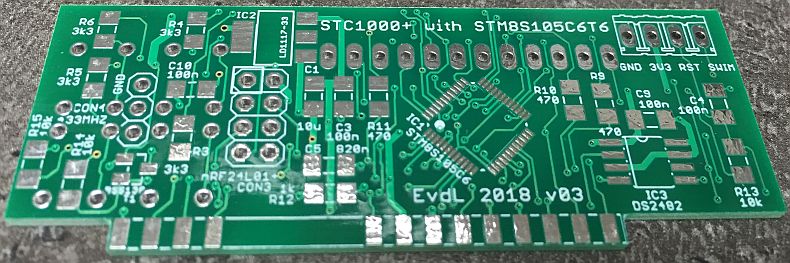 STC1000+ with STM8S105C6T6
IC2
LD1117-33
R6
3k3
R4
3k3
R5
3k3
GND
C10
100n
C1
GND 3V3 RST SWIM
R10
470
R9
470
C9
100n
C4
100n
CON4
433MHZ
R15
10k
R14
10k
R3
3k3
10u
C3
100n
C5
820n
R11
470
IC1
STM8S105C6
nRF24L01+
CON3
1k
R12
EvdL 2018 v03
IC3
DS2482
R13
10k